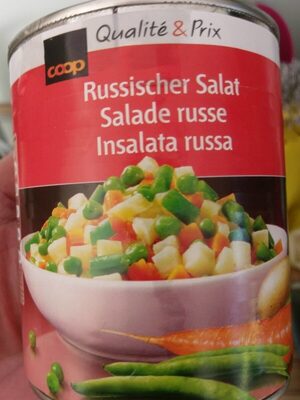 Qualité & Prix
coop
Russischer Salat
Salade russe
Insalata russa